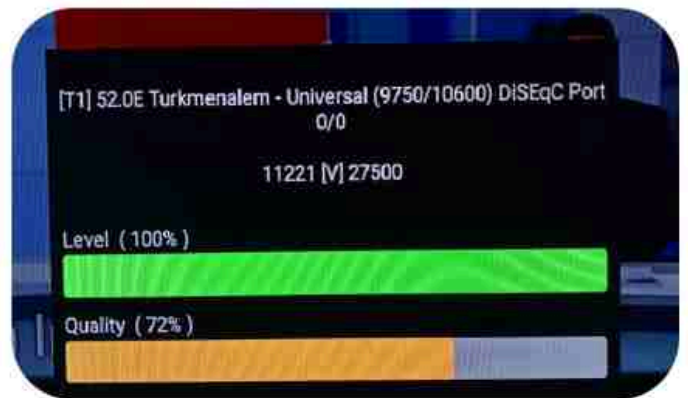 [T1] 52.0E Turkmenalem - Universal (9750/10600) DiSEqC Port
0/0
11221 [V] 27500
Level ( 100% )
Quality ( 72% )